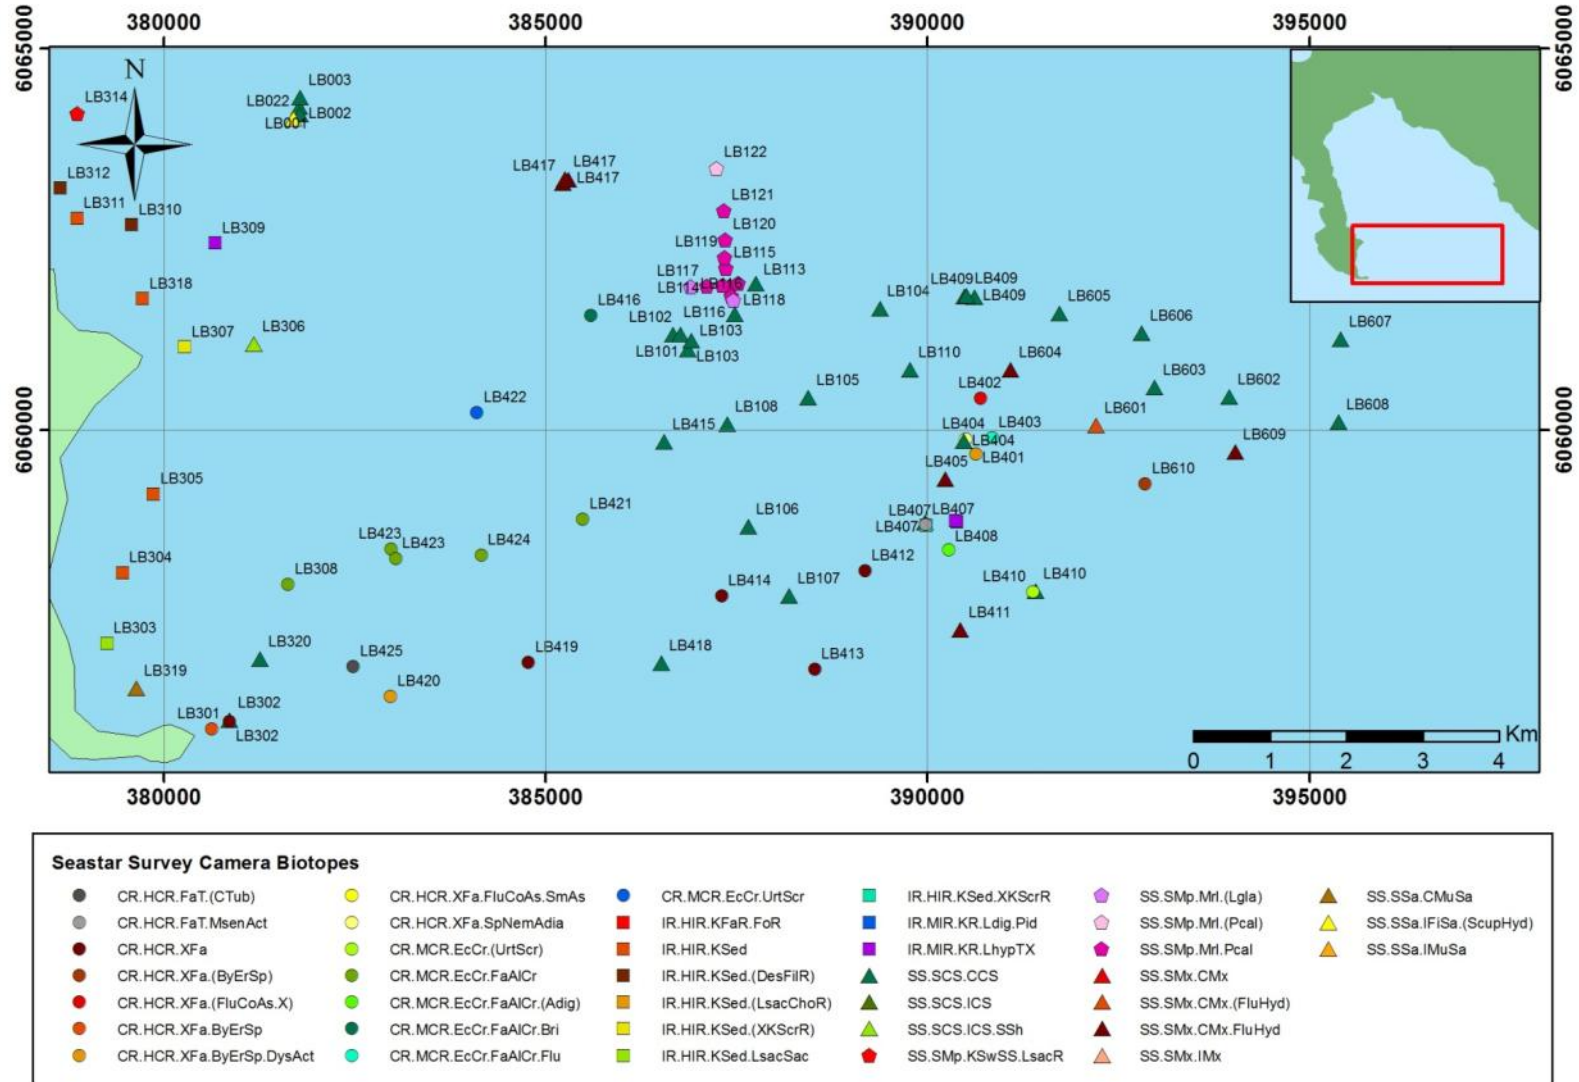 380000 385000 390000 395000
6065000 6065000
N
LB003
LB314 LB022
LB002
LB001
LB122
LB417 LB417
LB417
LB312
LB121
LB311 LB310
LB120
LB309
LB119 LB115
LB117 LB113
LB114 LB118
LB318 LB416 LB116 LB104 LB409 LB409
LB409 LB605
LB102 LB103 LB606 LB607
LB307 LB306 LB101 LB103
LB110 LB604
LB105 LB402 LB603 LB602
LB422 LB108 LB403 LB601 LB608
6060000 LB415 LB404 LB404 6060000
LB401 LB609
LB405 LB610
LB305
LB421 LB106 LB407 LB407
LB407
LB423 LB423 LB424 LB408
LB304 LB308 LB412
LB414 LB107 LB410 LB410
LB303 LB411
LB320 LB425 LB419 LB418 LB413
LB319 LB420
LB301 LB302
LB302
Km
0 1 2 3 4
380000 385000 390000 395000
Seastar Survey Camera Biotopes
CR.HCR.FaT.(CTub)
CR.HCR.FaT.MsenAct
CR.HCR.XFa
CR.HCR.XFa.(ByErSp)
CR.HCR.XFa.(FluCoAs.X)
CR.HCR.XFa.ByErSp
CR.HCR.XFa.ByErSp.DysAct
CR.HCR.XFa.FluCoAs.SmAs
CR.HCR.XFa.SpNemAdia
CR.MCR.EcCr.(UrtScr)
CR.MCR.EcCr.FaAlCr
CR.MCR.EcCr.FaAlCr.(Adig)
CR.MCR.EcCr.FaAlCr.Bri
CR.MCR.EcCr.FaAlCr.Flu
CR.MCR.EcCr.UrtScr
IR.HIR.KFaR.FoR
IR.HIR.KSed
IR.HIR.KSed.(DesFilR)
IR.HIR.KSed.(LsacChoR)
IR.HIR.KSed.(XKScrR)
IR.HIR.KSed.LsacSac
IR.HIR.KSed.XKScrR
IR.MIR.KR.Ldig.Pid
IR.MIR.KR.LhypTX
SS.SCS.CCS
SS.SCS.ICS
SS.SCS.ICS.SSh
SS.SMp.KSwSS.LsacR
SS.SMp.Mrl.(Lgla)
SS.SMp.Mrl.(Pcal)
SS.SMp.Mrl.Pcal
SS.SMx.CMx
SS.SMx.CMx.(FluHyd)
SS.SMx.CMx.FluHyd
SS.SMx.IMx
SS.SSa.CMuSa
SS.SSa.IFiSa.(ScupHyd)
SS.SSa.IMuSa